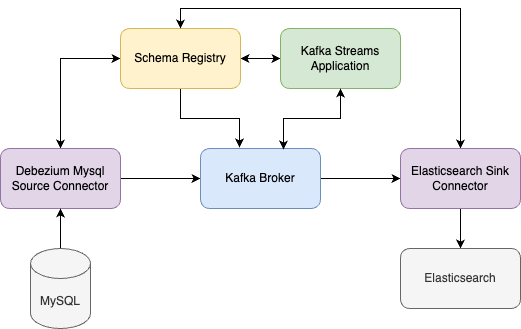 Schema Registry
Kafka Streams
Application
Debezium Mysql
Source Connector
Kafka Broker
Elasticsearch Sink
Connector
MySQL
Elasticsearch